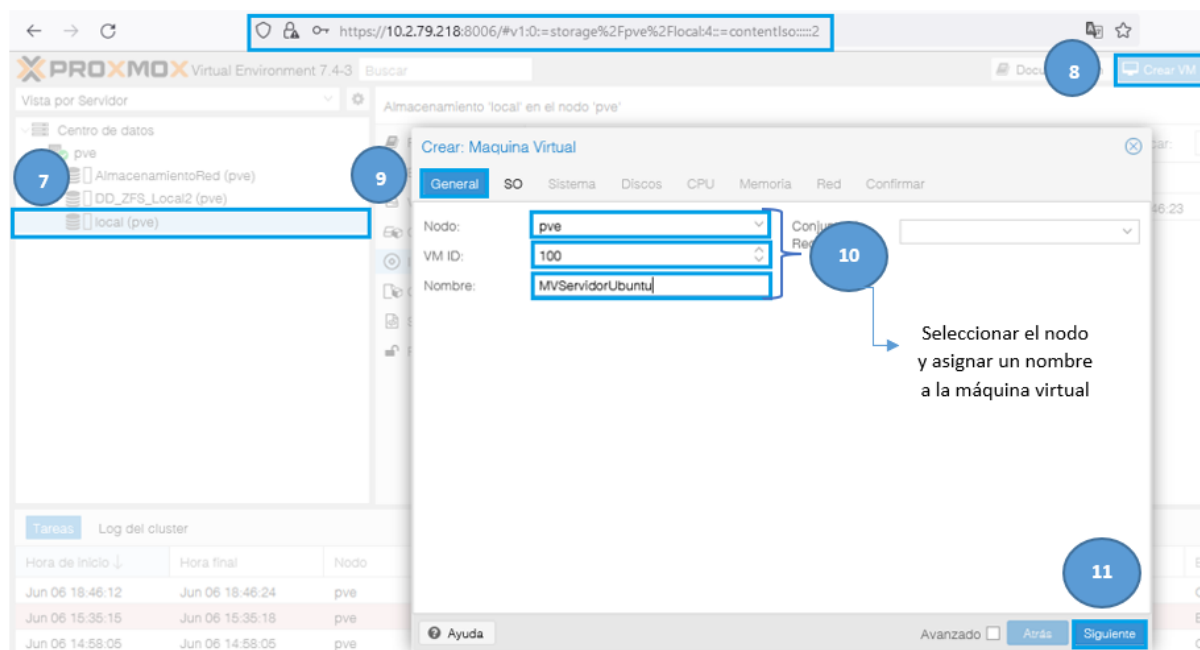 https://10.2.79.218:8006/#v1:0:=storage%2Fpve%2Flocal:4::=contentIso:::::2
PROXMOX Virtual Environment 7.4-3 Buscar
Docu
8
Crear VM
Vista por Servidor
Almacenamiento 'local' en el nodo 'pve'
Centro de datos
pve
7
AlmacenamientoRed (pve)
DD_ZFS_Local2 (pve)
local (pve)
9
Crear: Maquina Virtual
General SO Sistema Discos CPU Memoria Red Confirmar
46:23
Nodo: pve
VM ID: 100
Nombre: MVServidorUbuntu
10
Seleccionar el nodo
y asignar un nombre
a la máquina virtual
11
Ayuda
Avanzado Atrás Siguiente
Tareas Log del cluster
Hora de inicio Hora final Nodo
Jun 06 18:46:12 Jun 06 18:46:24 pve
Jun 06 15:35:15 Jun 06 15:35:18 pve
Jun 06 14:58:05 Jun 06 14:58:05 pve